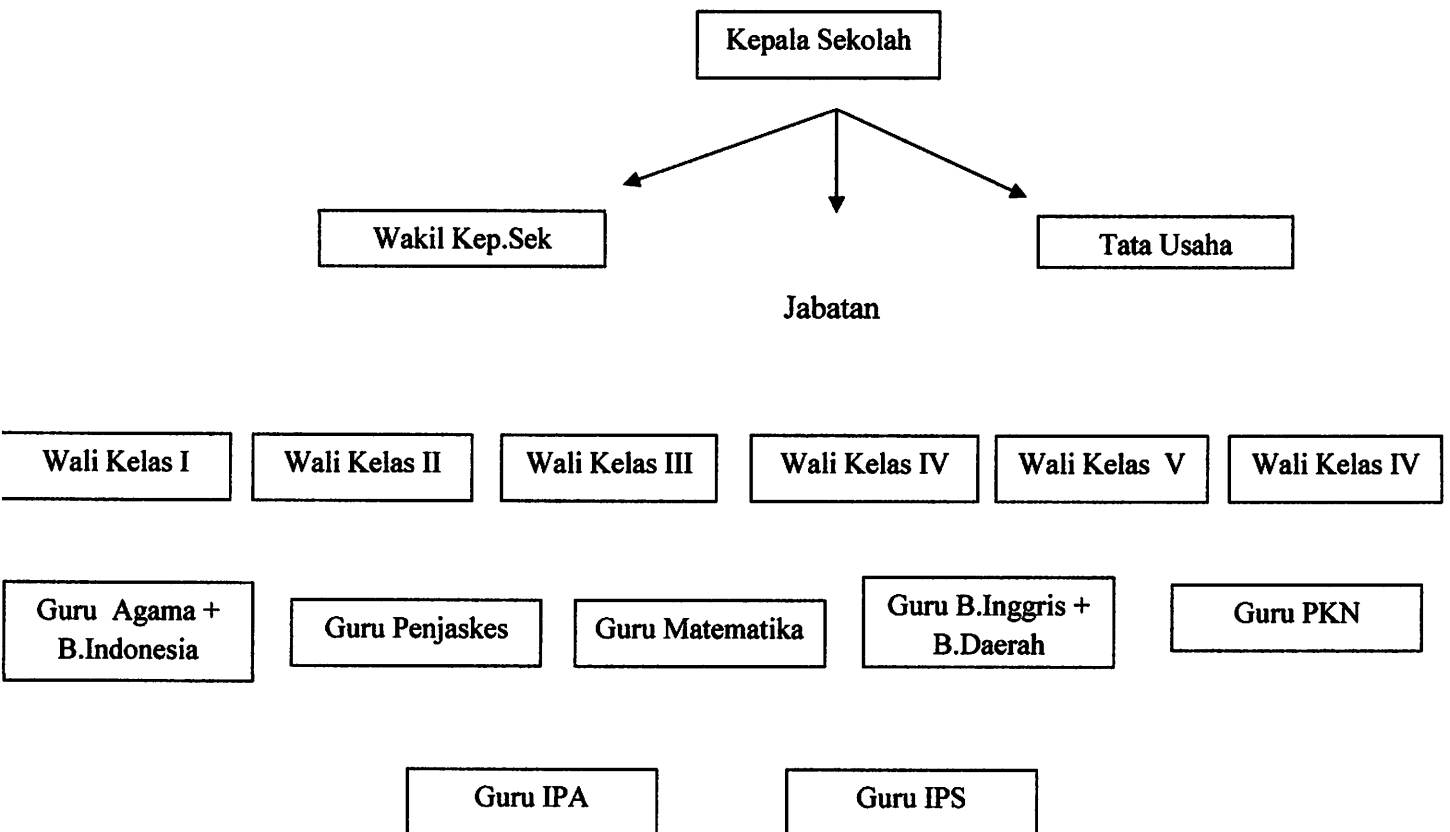 Kepala Sekolah
Wakil Kep.Sek
Tata Usaha
Jabatan
Wali Kelas I
Wali Kelas II
Wali Kelas III
Wali Kelas IV
Wali Kelas V
Wali Kelas IV
Guru Agama +
B.Indonesia
Guru Penjaskes
Guru Matematika
Guru B.Inggris +
B.Daerah
Guru PKN
Guru IPA
Guru IPS